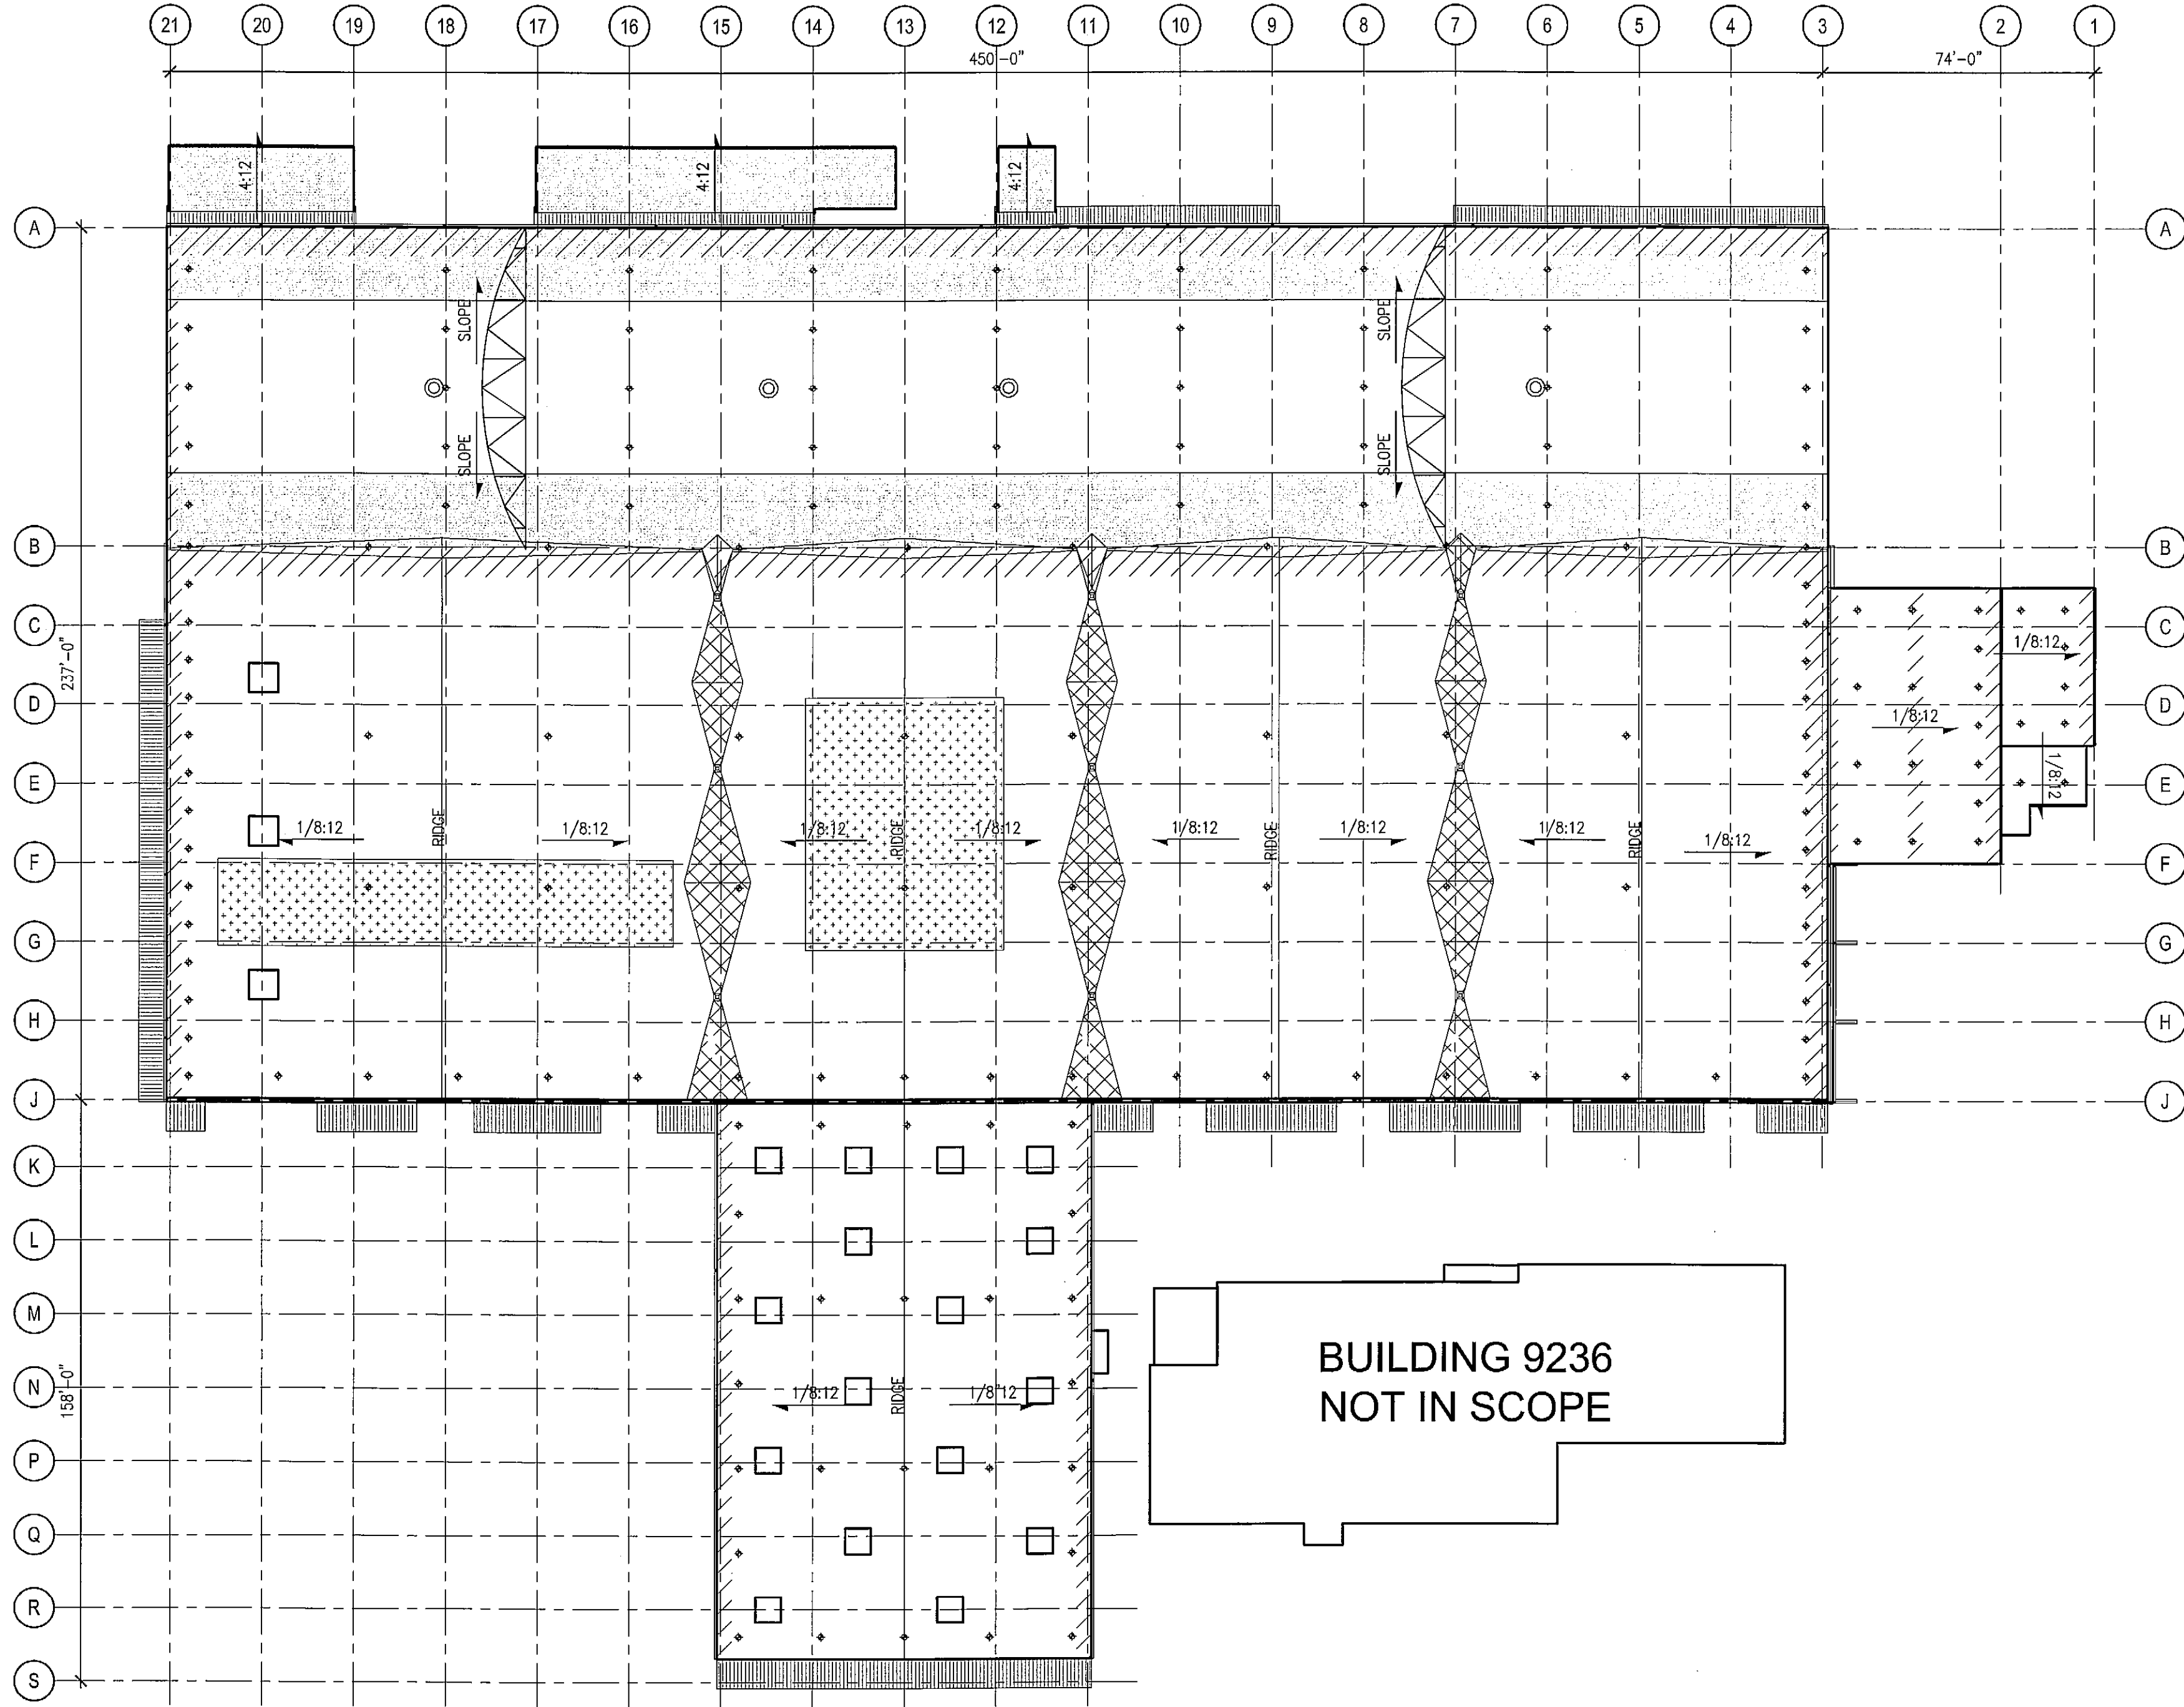 21 20 19 18 17 16 15 14 13 12 11 10 9 8 7 6 5 4 3 2 1
450'-0" 74'-0"
4:12 4:12 4:12
A A
SLOPE SLOPE
SLOPE SLOPE
B B
C C
1/8:12
237'-0"
D D
1/8:12
E E
1/8:12
1/8:12 RIDGE 1/8:12 1/8:12 RIDGE 1/8:12 1/8:12 RIDGE 1/8:12 1/8:12 RIDGE 1/8:12
F F
G G
H H
J J
K
L
M
BUILDING 9236
N
158'-0"
1/8:12 RIDGE 1/8"12
NOT IN SCOPE
P
Q
R
S